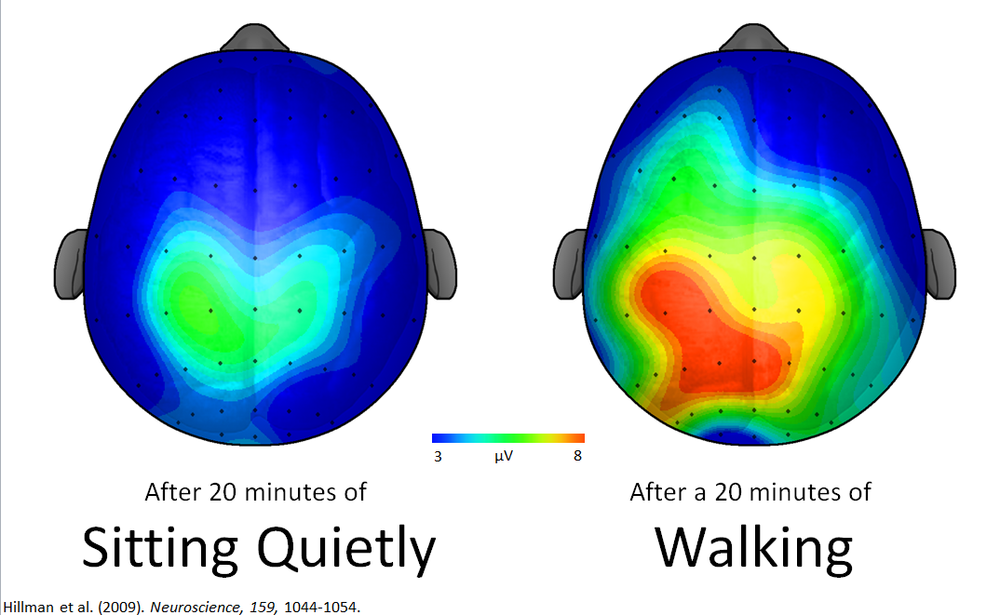 3 µV 8
After 20 minutes of
Sitting Quietly
After a 20 minutes of
Walking
Hillman et al. (2009). Neuroscience, 159, 1044-1054.